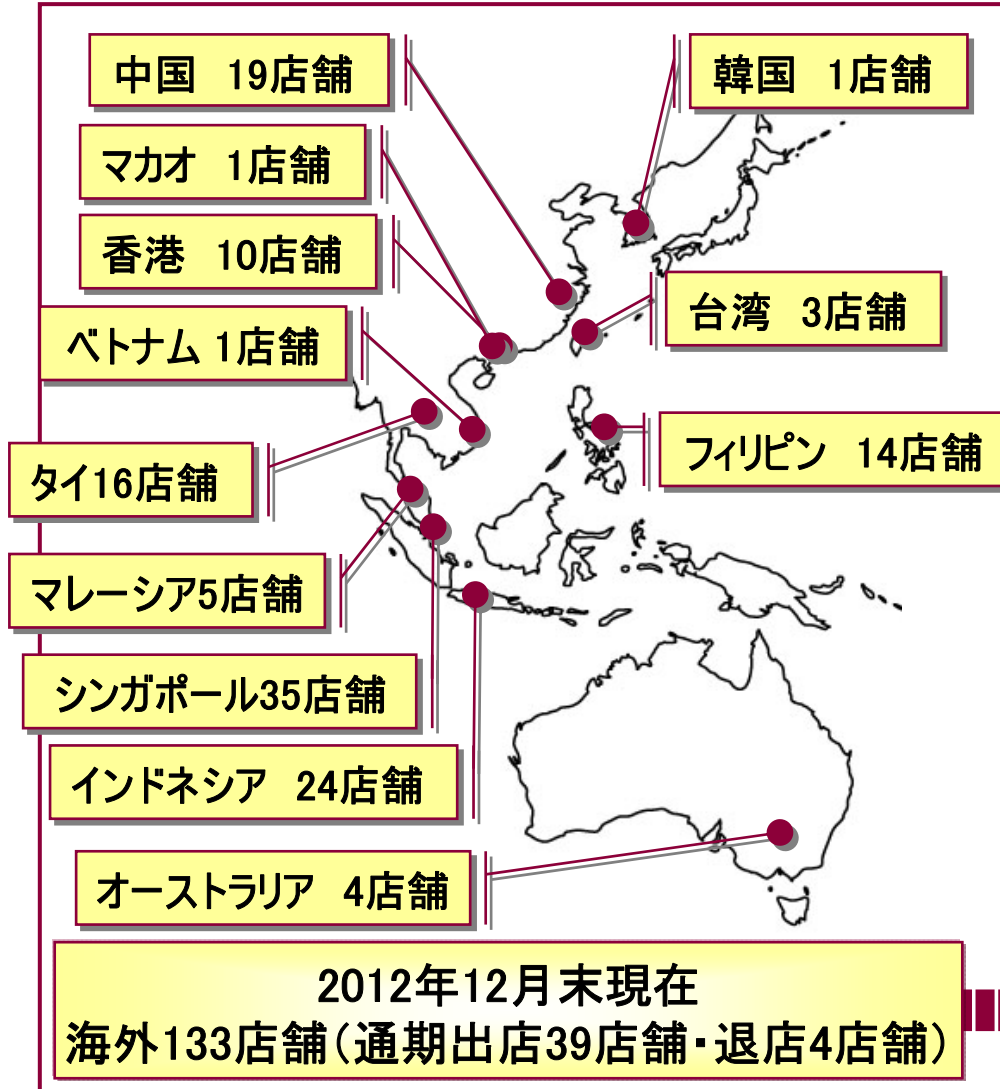 中国 19店舗
韓国 1店舗
マカオ 1店舗
香港 10店舗
台湾 3店舗
ベトナム 1店舗
フィリピン 14店舗
タイ16店舗
マレーシア5店舗
シンガポール35店舗
インドネシア 24店舗
オーストラリア 4店舗
2012年12月末現在
海外133店舗(通期出店39店舗・退店4店舗)